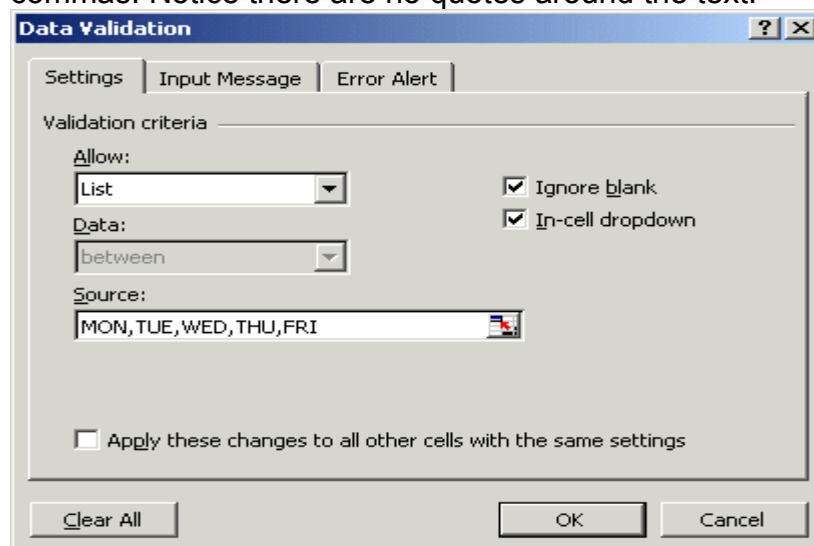 commas. Notice there are no quotes around the text.
Data Validation
Settings Input Message Error Alert
Validation criteria
Allow:
List
Ignore blank
Data:
In-cell dropdown
between
Source:
MON,TUE,WED,THU,FRI
Apply these changes to all other cells with the same settings
Clear All OK Cancel